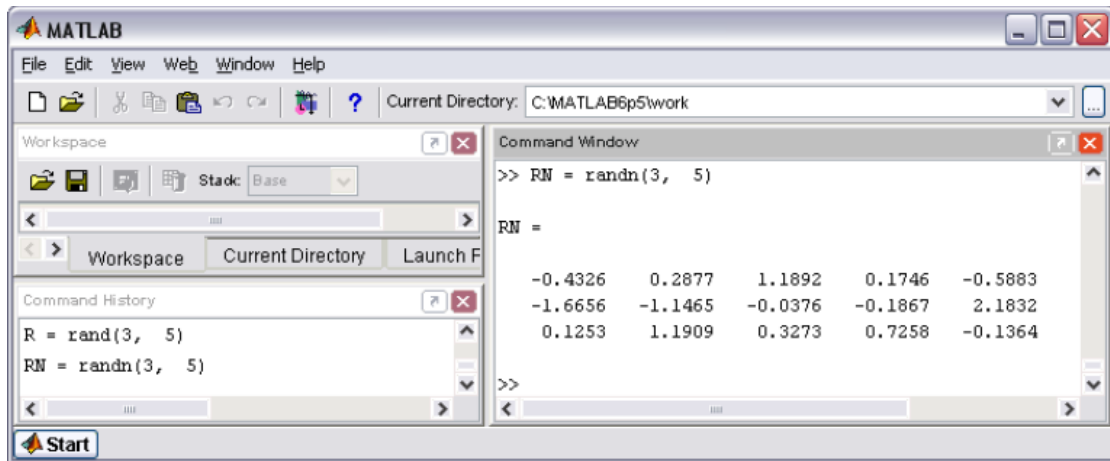 MATLAB
File Edit View Web Window Help
? Current Directory: C:\MATLAB6p5\work ...
Workspace
Stack: Base
Workspace Current Directory Launch P
Command History
R = rand(3, 5)
RN = randn(3, 5)
Command Window
>> RN = randn(3, 5)
RN =
-0.4326 0.2877 1.1892 0.1746 -0.5883
-1.6656 -1.1465 -0.0376 -0.1867 2.1832
0.1253 1.1909 0.3273 0.7258 -0.1364
>>
Start